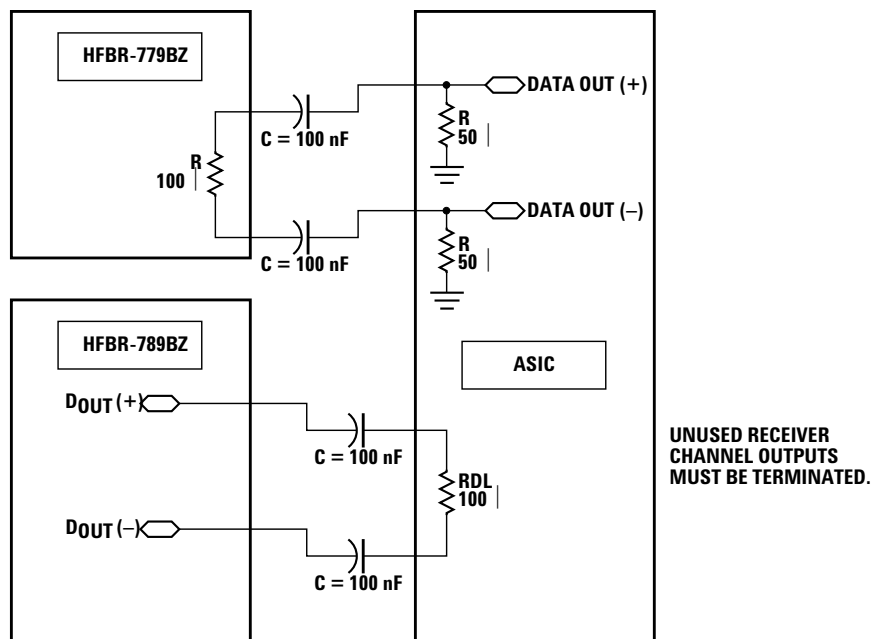 HFBR-779BZ
DATA OUT (+)
R
50
C = 100 nF
R
100
DATA OUT (–)
R
50
C = 100 nF
HFBR-789BZ
ASIC
DOUT (+)
C = 100 nF
RDL
100
UNUSED RECEIVER
CHANNEL OUTPUTS
MUST BE TERMINATED.
DOUT (–)
C = 100 nF